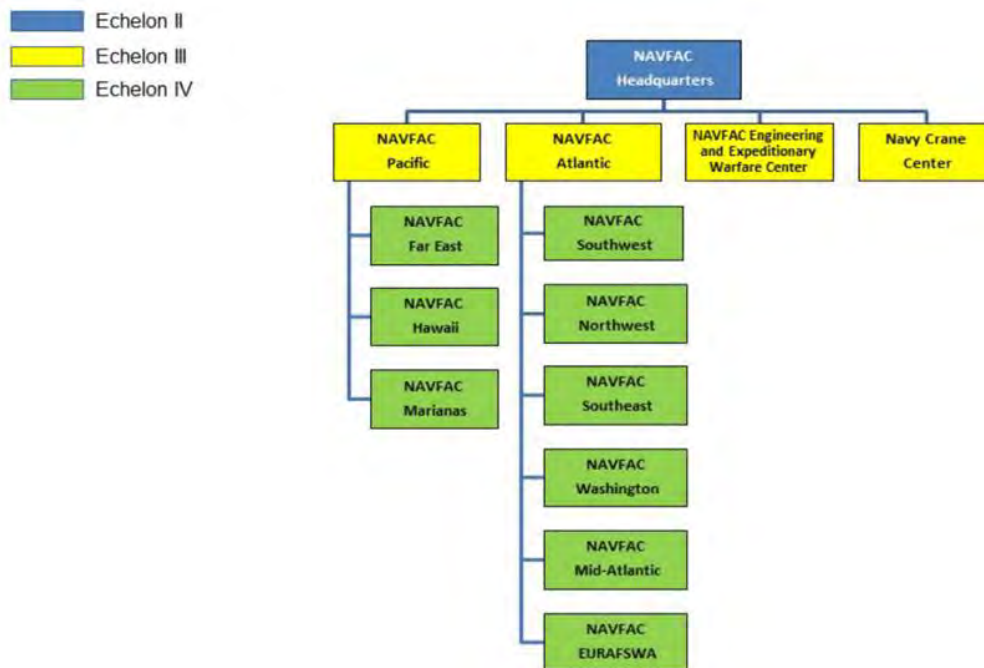 Echelon II
Echelon III
Echelon IV
NAVFAC
Headquarters
NAVFAC
Pacific
NAVFAC
Atlantic
NAVFAC Engineering
and Expeditionary
Warfare Center
Navy Crane
Center
NAVFAC
Far East
NAVFAC
Hawaii
NAVFAC
Marianas
NAVFAC
Southwest
NAVFAC
Northwest
NAVFAC
Southeast
NAVFAC
Washington
NAVFAC
Mid-Atlantic
NAVFAC
EURAFSWA